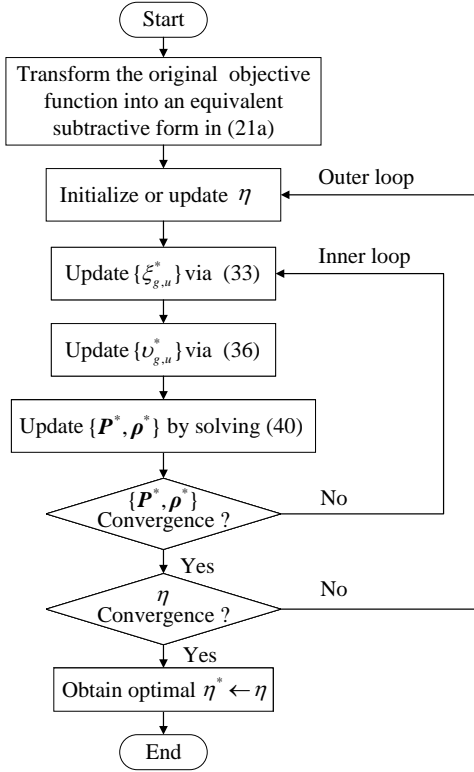 Start
Transform the original objective
function into an equivalent
subtractive form in (21a)
Outer loop
Initialize or update η
Inner loop
Update {ξ*g,u} via (33)
Update {υ*g,u} via (36)
Update {P*, ρ*} by solving (40)
{P*, ρ*}
Convergence ?
No
Yes
η
Convergence ?
No
Yes
Obtain optimal η* ← η
End